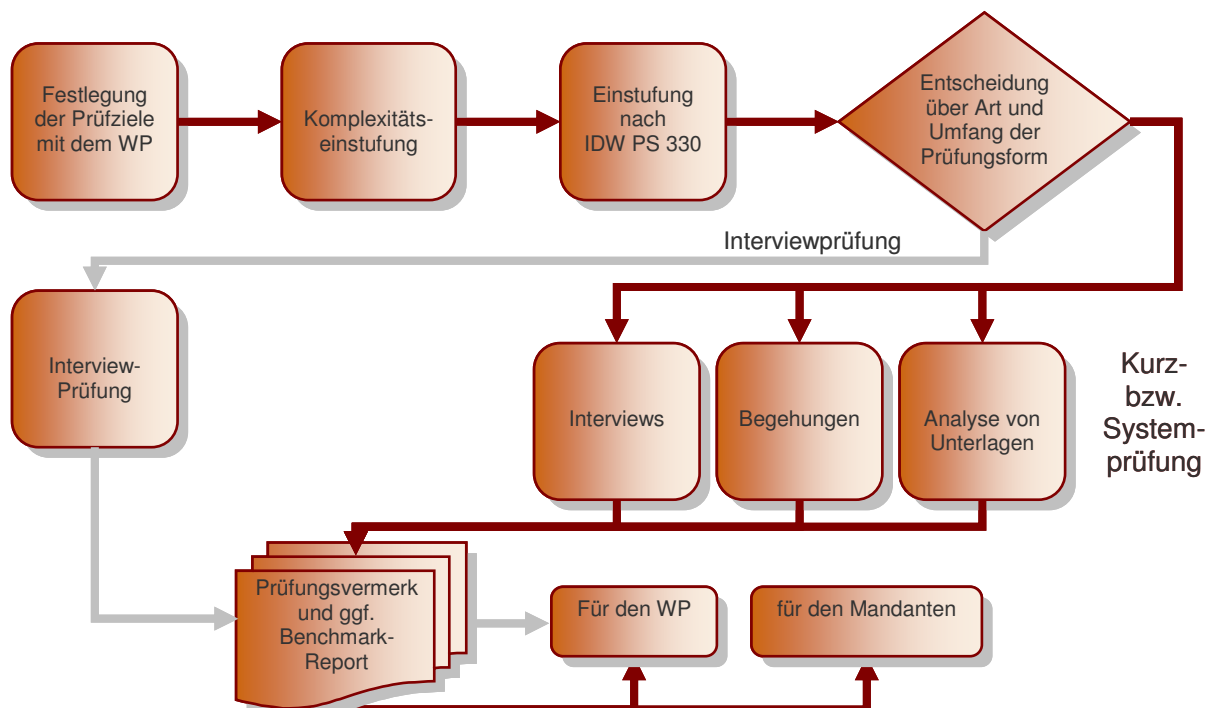 Festlegung
der Prüfziele
mit dem WP
Komplexitäts-
einstufung
Einstufung
nach
IDW PS 330
Entscheidung
über Art und
Umfang der
Prüfungsform
Interviewprüfung
Interview-
Prüfung
Interviews
Begehungen
Analyse von
Unterlagen
Kurz-
bzw.
System-
prüfung
Prüfungsvermerk
und ggf.
Benchmark-
Report
Für den WP
für den Mandanten